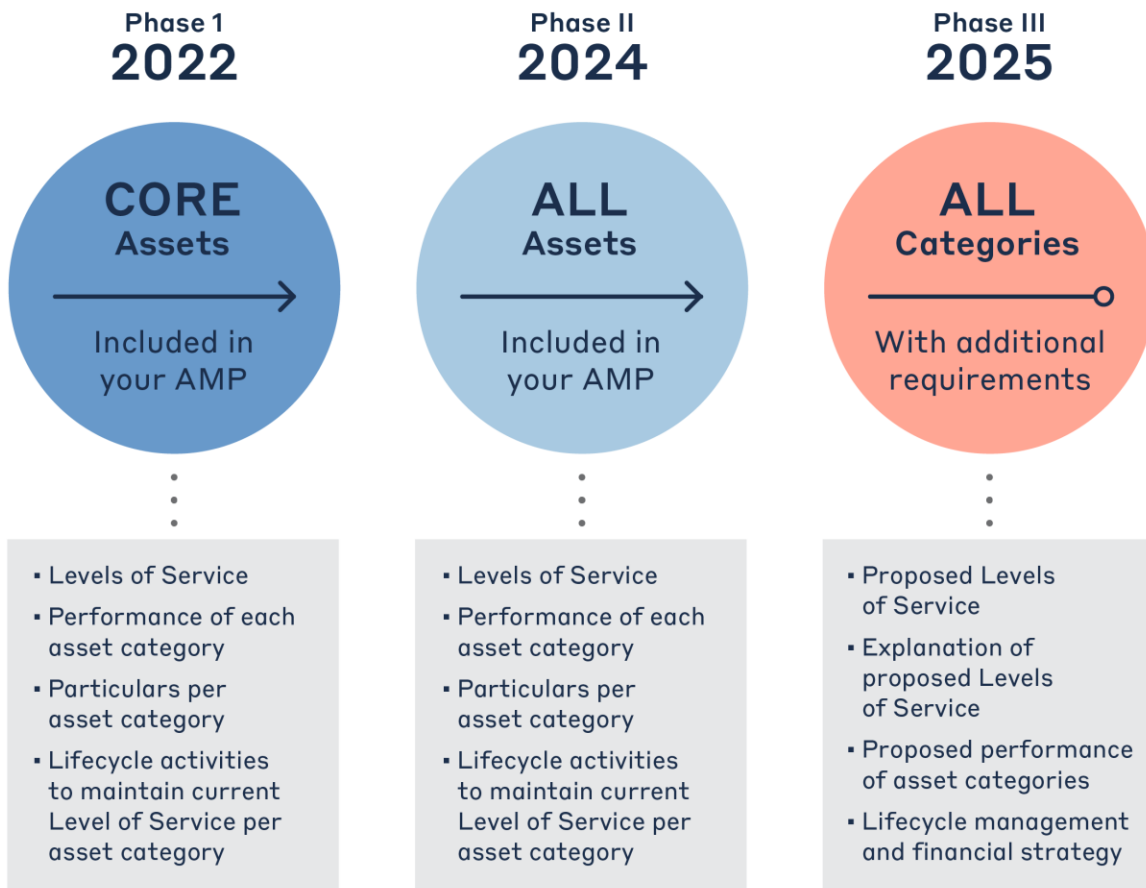 Phase 1
2022
CORE
Assets
Included in
your AMP
▪ Levels of Service
▪ Performance of each
asset category
▪ Particulars per
asset category
▪ Lifecycle activities
to maintain current
Level of Service per
asset category
Phase II
2024
ALL
Assets
Included in
your AMP
▪ Levels of Service
▪ Performance of each
asset category
▪ Particulars per
asset category
▪ Lifecycle activities
to maintain current
Level of Service per
asset category
Phase III
2025
ALL
Categories
With additional
requirements
▪ Proposed Levels
of Service
▪ Explanation of
proposed Levels
of Service
▪ Proposed performance
of asset categories
▪ Lifecycle management
and financial strategy